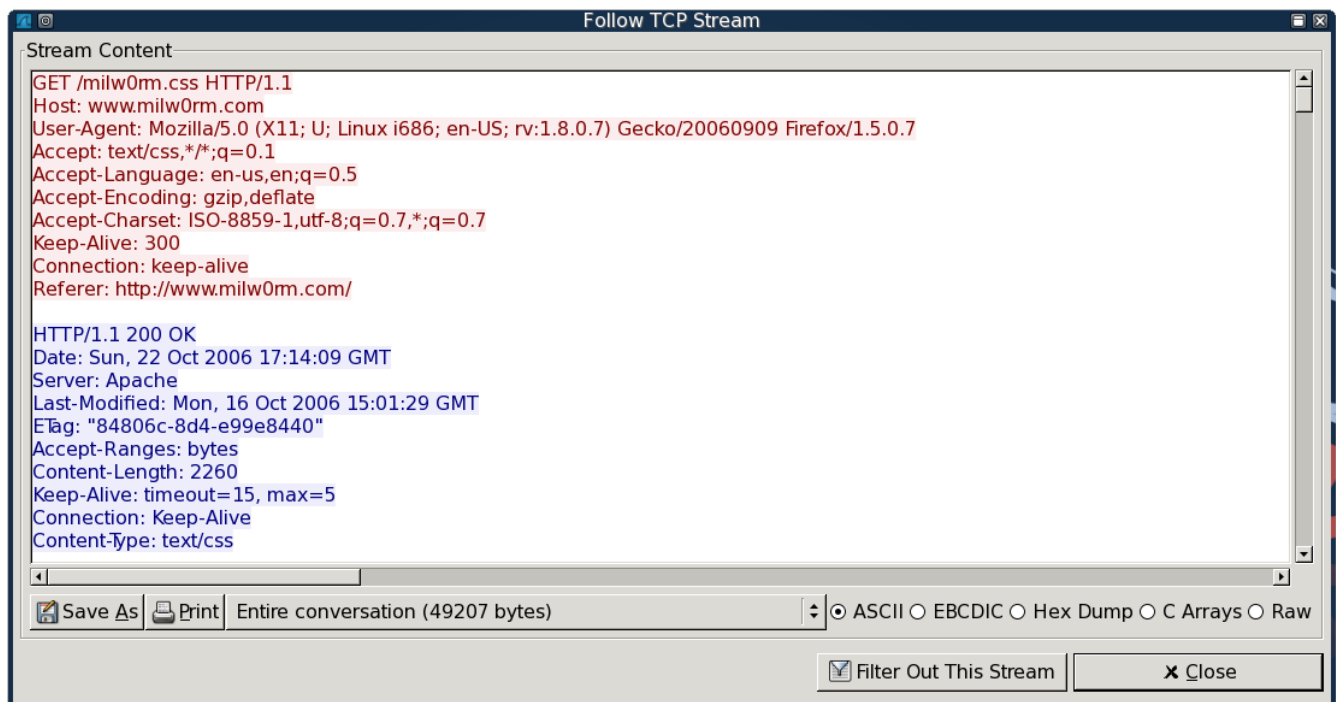 Follow TCP Stream
Stream Content
GET /milw0rm.css HTTP/1.1
Host: www.milw0rm.com
User-Agent: Mozilla/5.0 (X11; U; Linux i686; en-US; rv:1.8.0.7) Gecko/20060909 Firefox/1.5.0.7
Accept: text/css,*/*;q=0.1
Accept-Language: en-us,en;q=0.5
Accept-Encoding: gzip,deflate
Accept-Charset: ISO-8859-1,utf-8;q=0.7,*;q=0.7
Keep-Alive: 300
Connection: keep-alive
Referer: http://www.milw0rm.com/
HTTP/1.1 200 OK
Date: Sun, 22 Oct 2006 17:14:09 GMT
Server: Apache
Last-Modified: Mon, 16 Oct 2006 15:01:29 GMT
ETag: "84806c-8d4-e99e8440"
Accept-Ranges: bytes
Content-Length: 2260
Keep-Alive: timeout=15, max=5
Connection: Keep-Alive
Content-Type: text/css
Save As Print Entire conversation (49207 bytes) ASCII EBCDIC Hex Dump C Arrays Raw
Filter Out This Stream Close